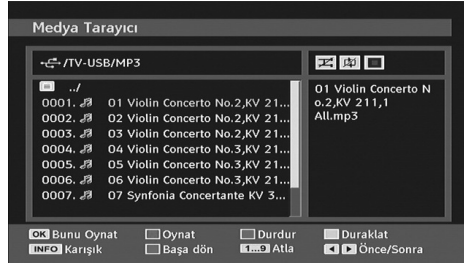 Medya Tarayıcı
/TV-USB/MP3
../
0001. 01 Violin Concerto No.2,KV 21...
0002. 02 Violin Concerto No.2,KV 21...
0003. 03 Violin Concerto No.2,KV 21...
0004. 04 Violin Concerto No.3,KV 21...
0005. 05 Violin Concerto No.3,KV 21...
0006. 06 Violin Concerto No.3,KV 21...
0007. 07 Synfonia Concertante KV 3...
01 Violin Concerto N
o.2,KV 211,1
All.mp3
OK Bunu Oynat Oynat Durdur Duraklat
INFO Karışık Başa dön 1...9 Atla Önce/Sonra